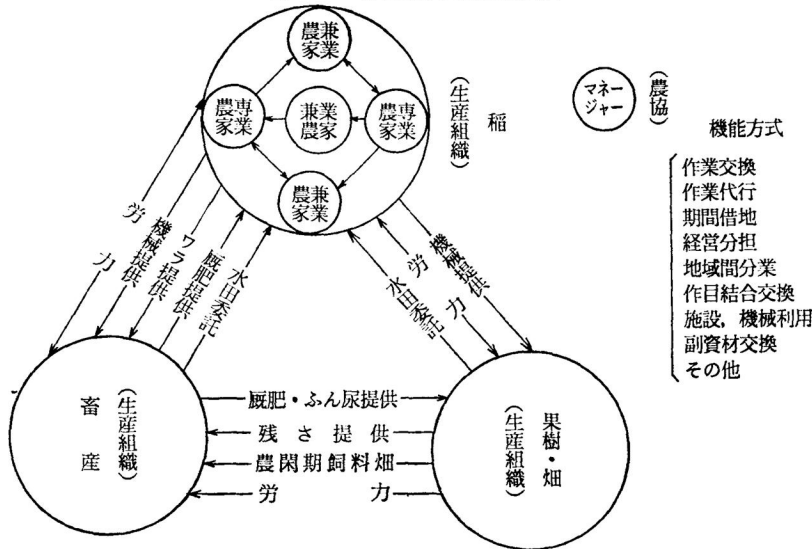 兼業農家
専業農家
兼業農家
専業農家
兼業農家
稲
(生産組織)
マネージャー
(農協)
機能方式
作業交換
作業代行
期間借地
経営分担
地域間分業
作目結合交換
施設，機械利用
副資材交換
その他
労力
機械提供
ワラ提供
厩肥提供
水田委託
機械提供
労力
水田委託
畜産
(生産組織)
厩肥・ふん尿提供
残さ提供
農閑期飼料畑
労力
果樹・畑
(生産組織)